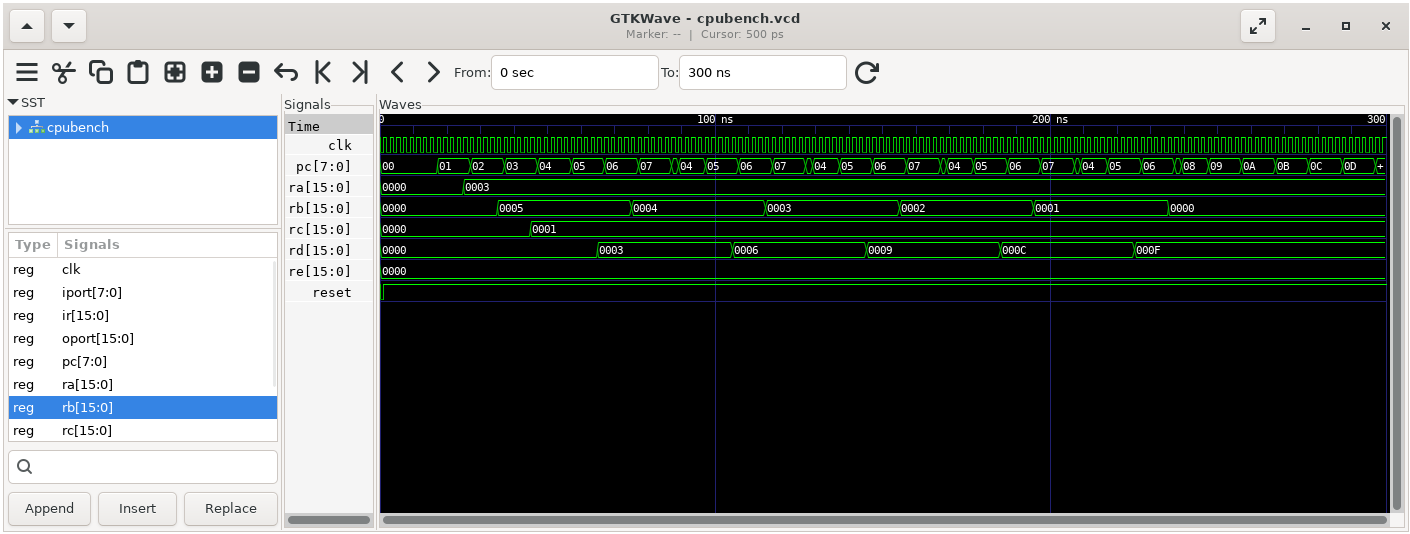 GTKWave - cpubench.vcd
Marker: -- | Cursor: 500 ps
From: 0 sec To: 300 ns
SST
cpubench
Type Signals
reg clk
reg iport[7:0]
reg ir[15:0]
reg oport[15:0]
reg pc[7:0]
reg ra[15:0]
reg rb[15:0]
reg rc[15:0]
Append Insert Replace
Signals
Time
clk
pc[7:0]
ra[15:0]
rb[15:0]
rc[15:0]
rd[15:0]
re[15:0]
reset
Waves
0 100 ns 200 ns 300
00 01 02 03 04 05 06 07 04 05 06 07 04 05 06 07 04 05 06 07 04 05 06 08 09 0A 0B 0C 0D +
0000 0003
0000 0005 0004 0003 0002 0001 0000
0000 0001
0000 0003 0006 0009 000C 000F
0000